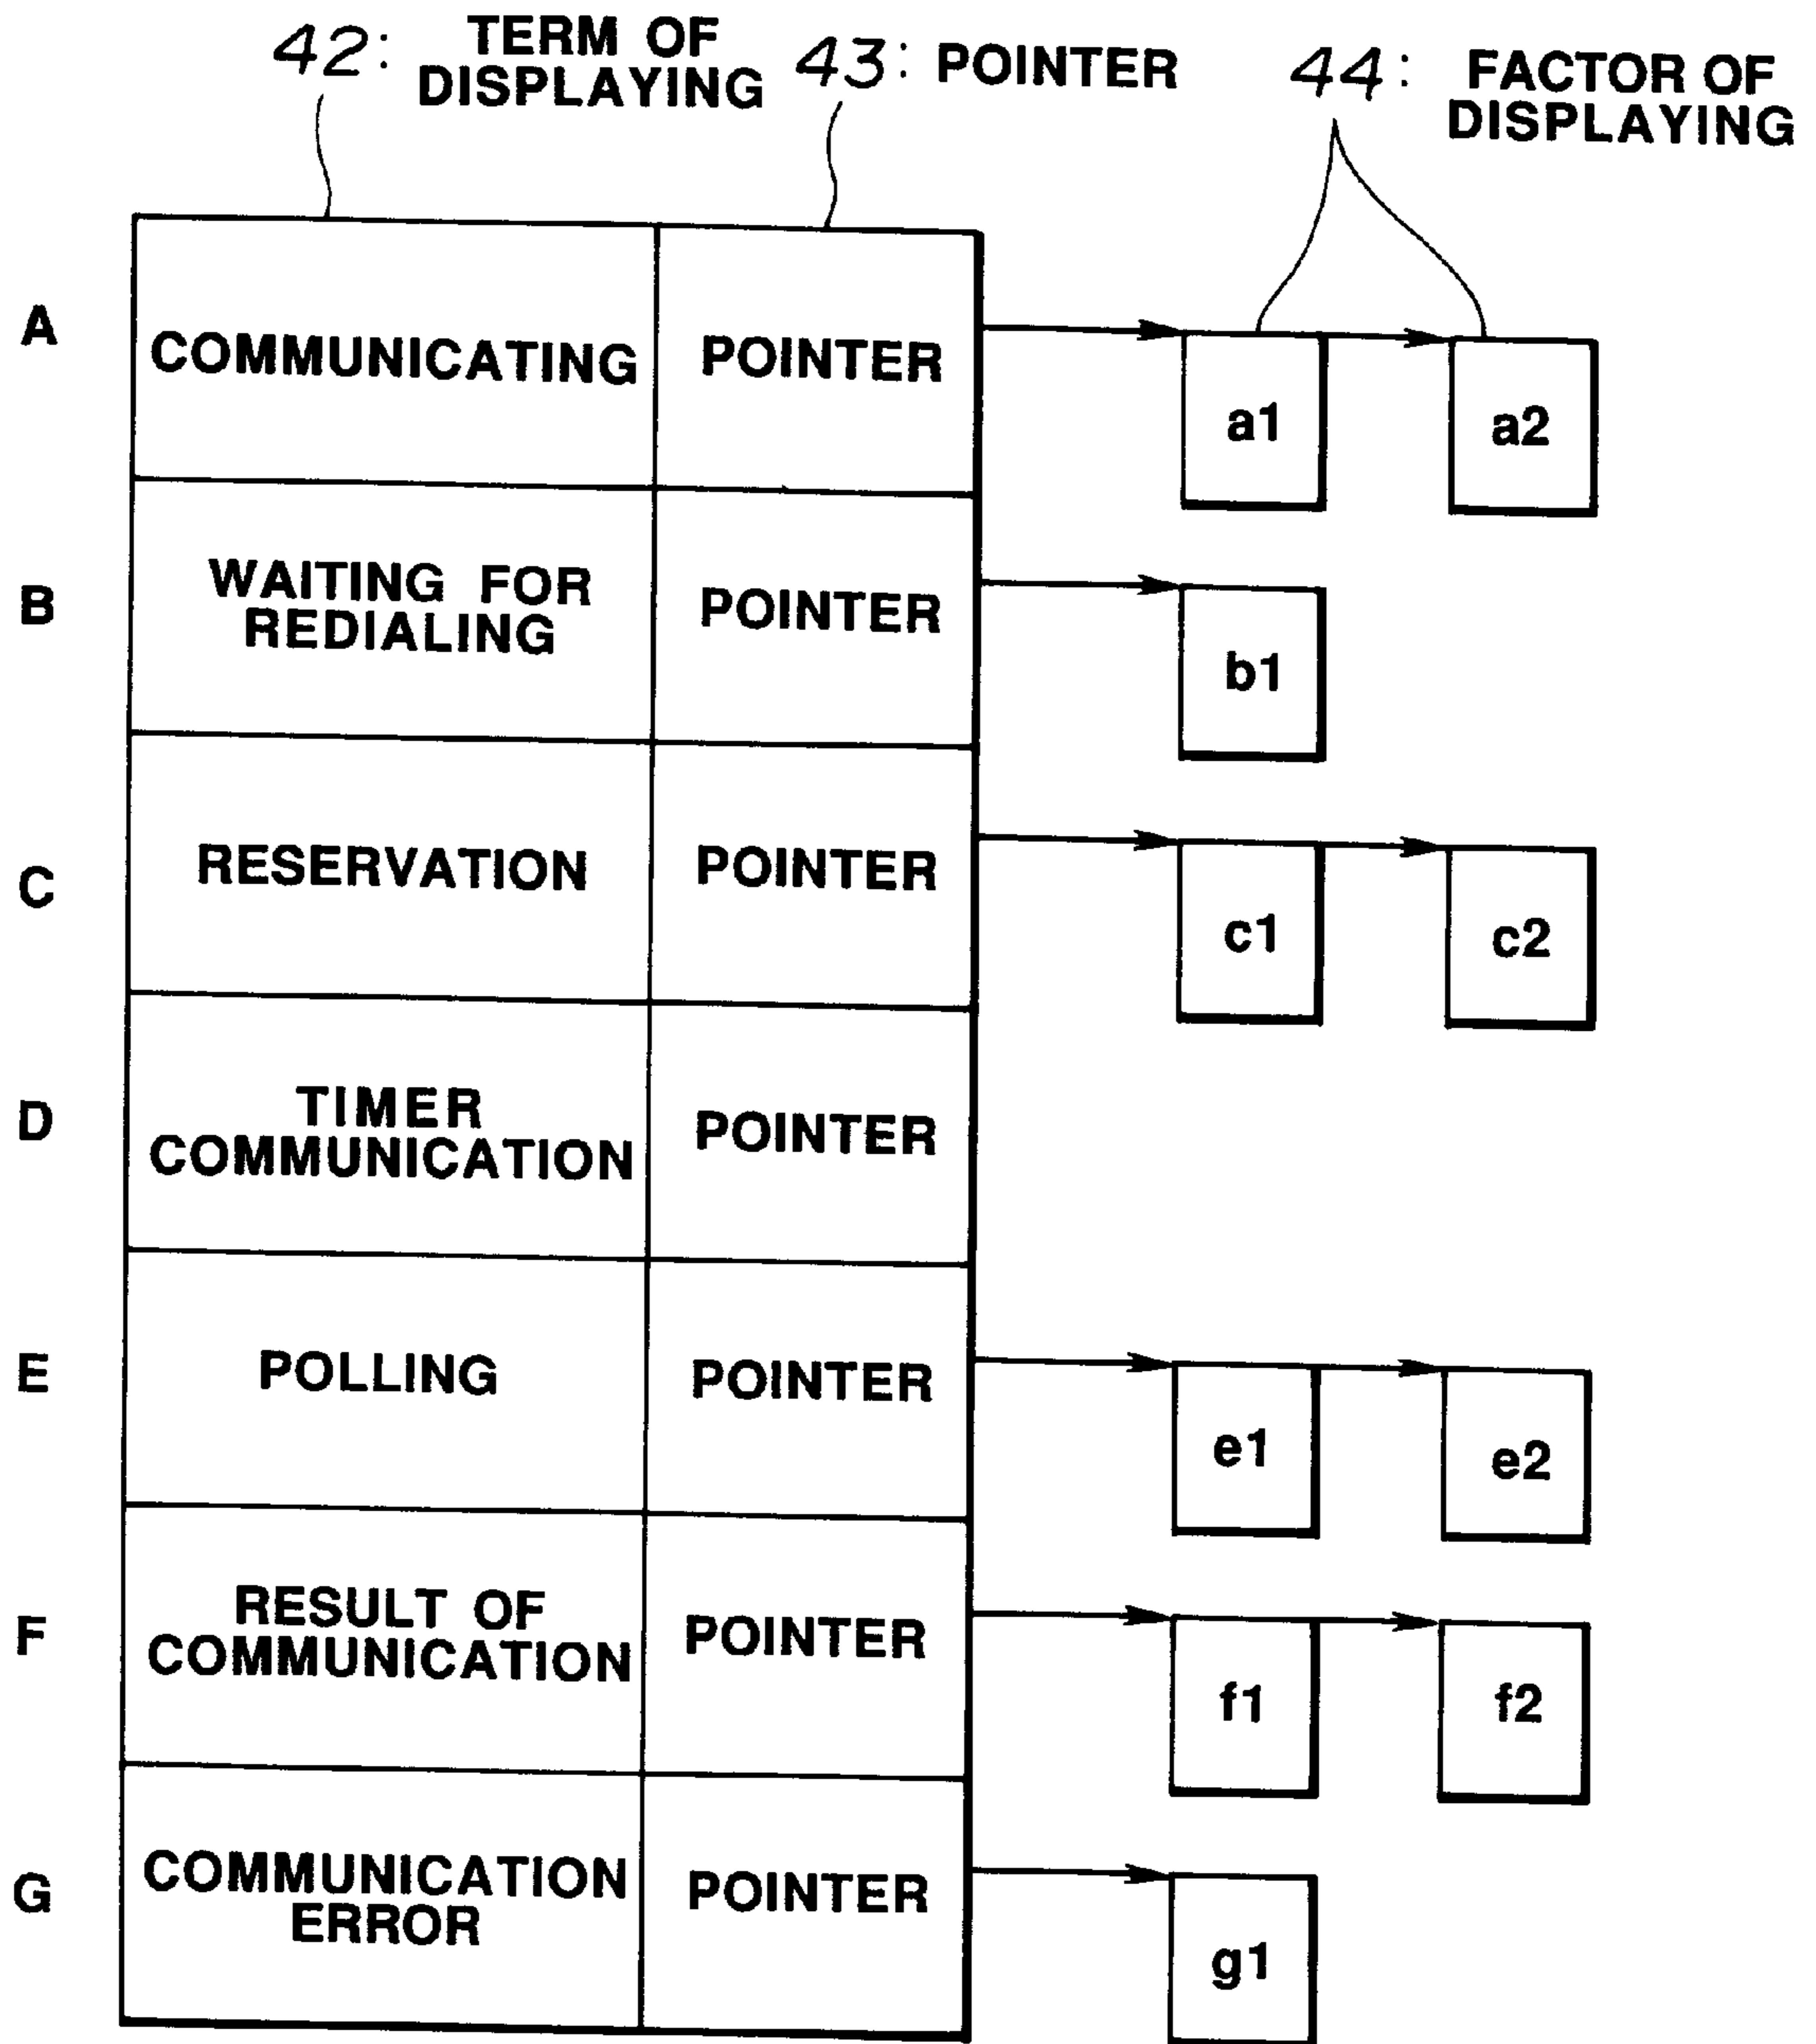 42: TERM OF
DISPLAYING
43: POINTER
44: FACTOR OF
DISPLAYING
A
COMMUNICATING
POINTER
a1
a2
B
WAITING FOR
REDIALING
POINTER
b1
C
RESERVATION
POINTER
c1
c2
D
TIMER
COMMUNICATION
POINTER
E
POLLING
POINTER
e1
e2
F
RESULT OF
COMMUNICATION
POINTER
f1
f2
G
COMMUNICATION
ERROR
POINTER
g1